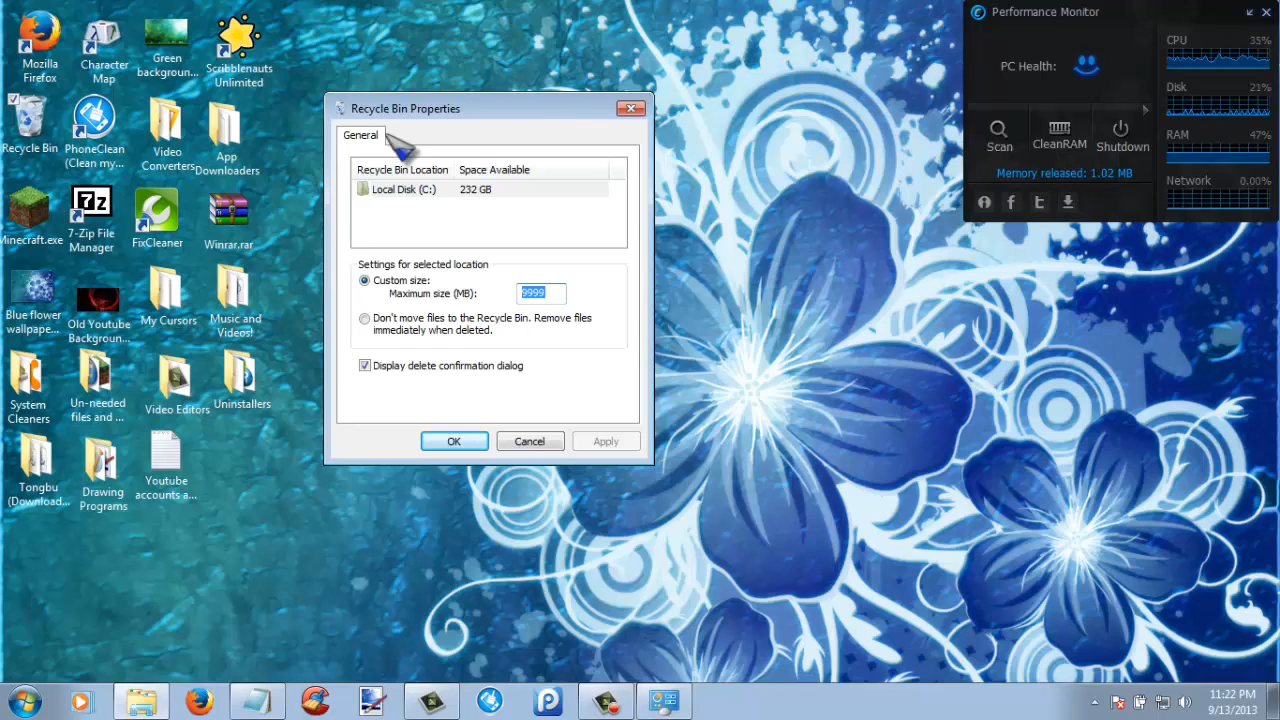 Mozilla
Firefox
Character
Map
Green
backgroun...
Scribblenauts
Unlimited
Recycle Bin
PhoneClean
(Clean my...
Video
Converters
App
Downloaders
Minecraft.exe
7-Zip File
Manager
FixCleaner
Winrar.rar
Blue flower
wallpape...
Old Youtube
Backgroun...
My Cursors
Music and
Videos!
System
Cleaners
Un-needed
files and ...
Video Editors
Uninstallers
Tongbu
(Download...
Drawing
Programs
Youtube
accounts a...
Recycle Bin Properties
General
Recycle Bin Location
Space Available
Local Disk (C:)
232 GB
Settings for selected location
Custom size:
Maximum size (MB):
9999
Don't move files to the Recycle Bin. Remove files
immediately when deleted.
Display delete confirmation dialog
OK
Cancel
Apply
Performance Monitor
PC Health:
Scan
CleanRAM
Shutdown
Memory released: 1.02 MB
CPU
35%
Disk
21%
RAM
47%
Network
0.00%
11:22 PM
9/13/2013